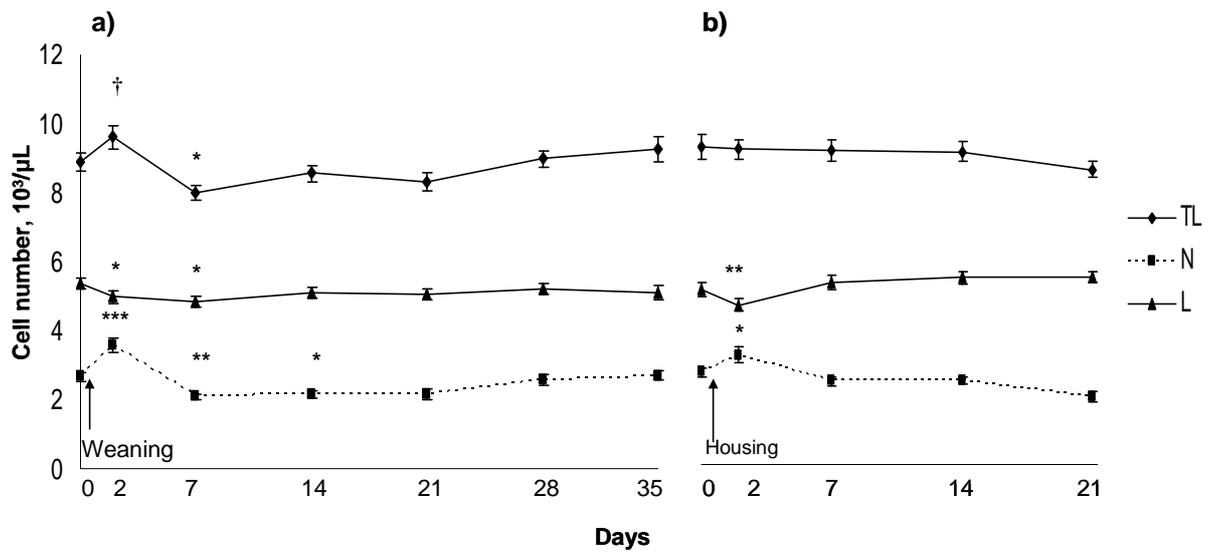 a) b)
12
†
10
*
8
TL
6
N
* * **
L
*** *
4
** *
2
Weaning Housing
0
0 2 7 14 21 28 35 0 2 7 14 21
Days
Cell number, 10³/µL